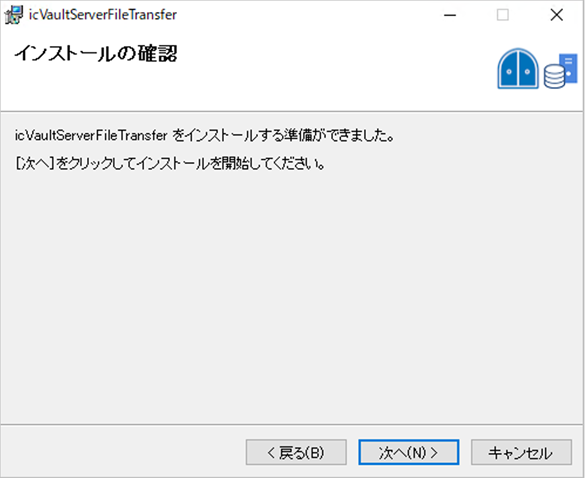 icVaultServerFileTransfer
インストールの確認
icVaultServerFileTransfer をインストールする準備ができました。
[次へ]をクリックしてインストールを開始してください。
< 戻る(B)
次へ(N) >
キャンセル